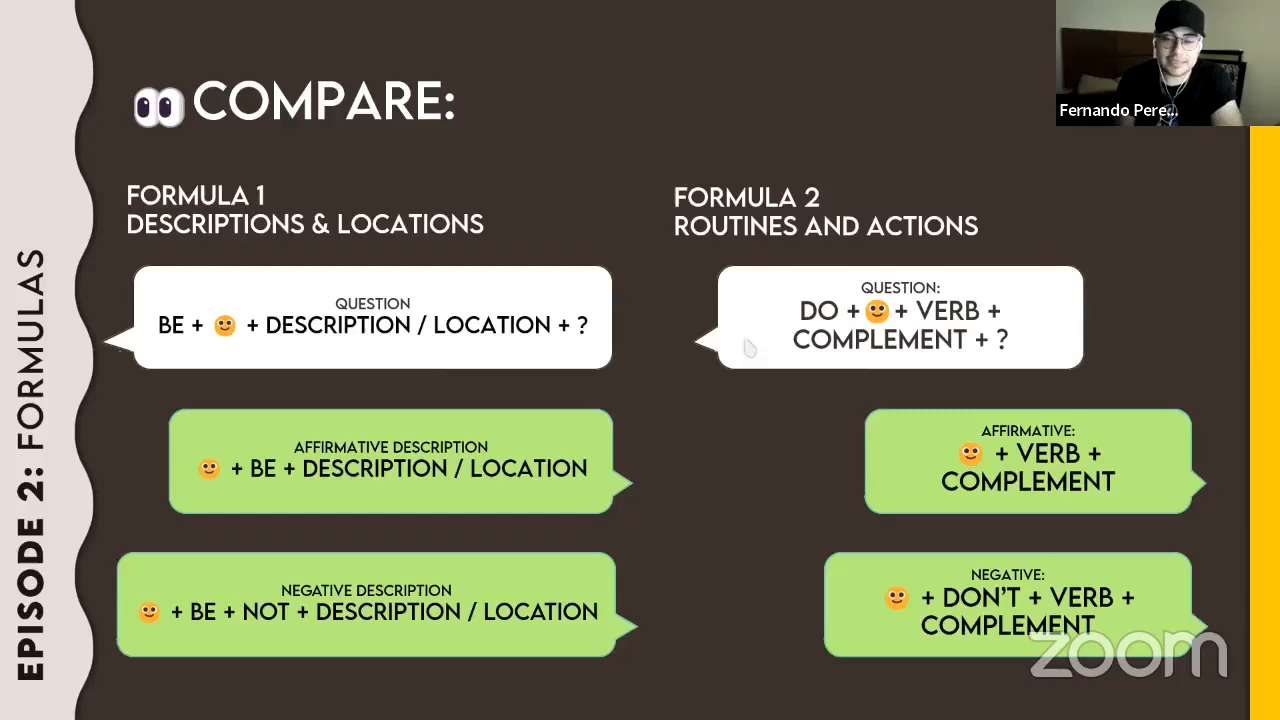 EPISODE 2: FORMULAS
👀 COMPARE:
FORMULA 1
DESCRIPTIONS & LOCATIONS
QUESTION
BE + 🙂 + DESCRIPTION / LOCATION + ?
AFFIRMATIVE DESCRIPTION
🙂 + BE + DESCRIPTION / LOCATION
NEGATIVE DESCRIPTION
🙂 + BE + NOT + DESCRIPTION / LOCATION
FORMULA 2
ROUTINES AND ACTIONS
QUESTION:
DO + 🙂 + VERB +
COMPLEMENT + ?
AFFIRMATIVE:
🙂 + VERB +
COMPLEMENT
NEGATIVE:
🙂 + DON'T + VERB +
COMPLEMENT
Fernando Pere...
zoom